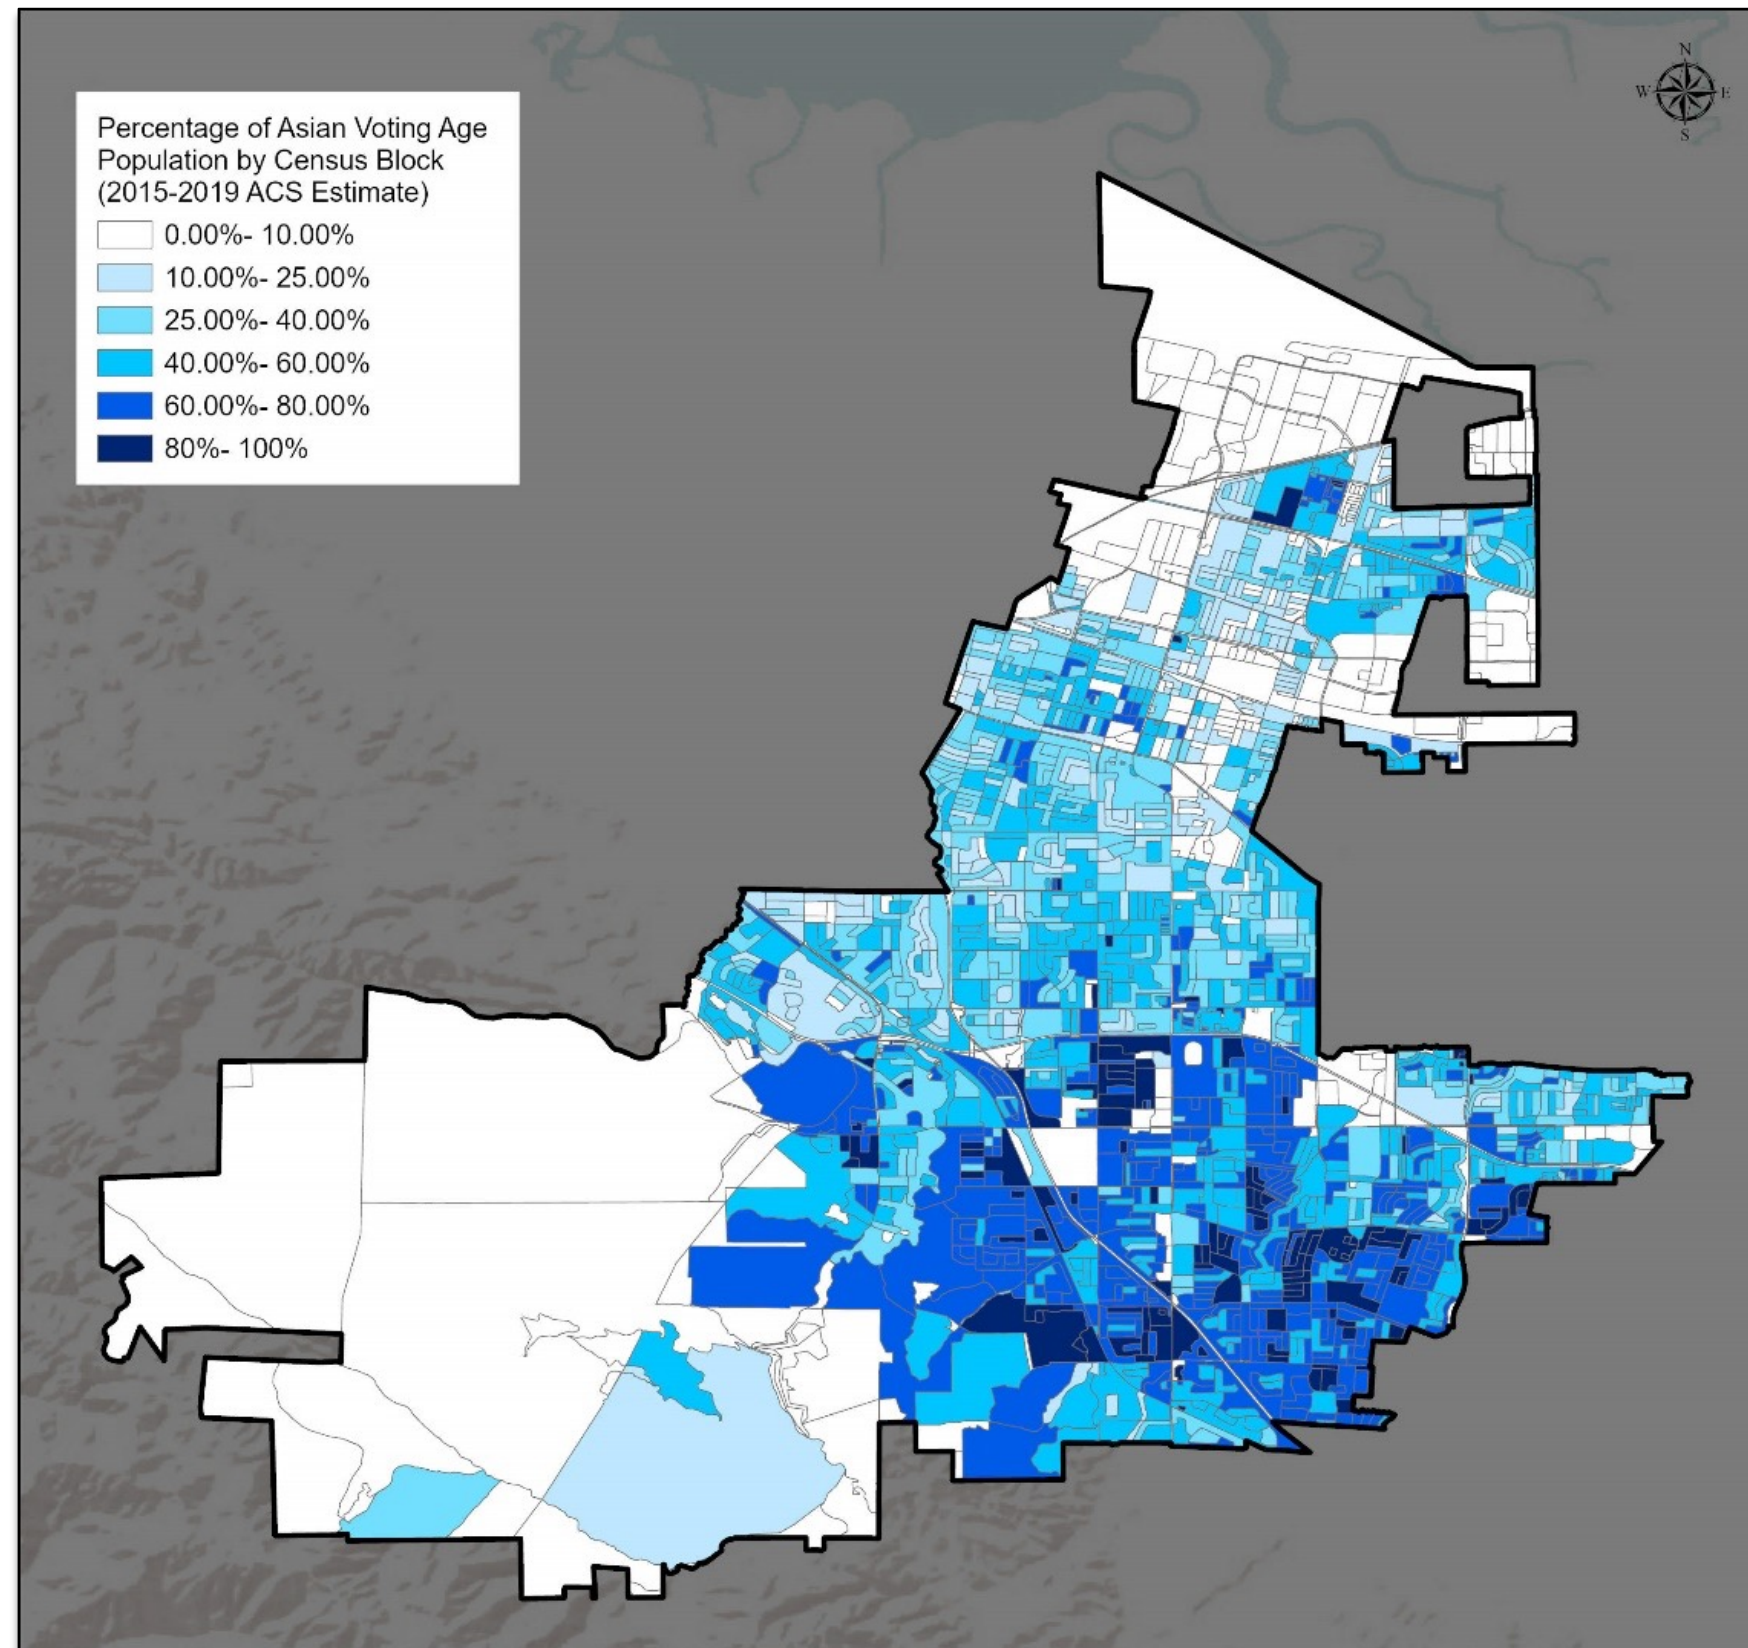 Percentage of Asian Voting Age
Population by Census Block
(2015-2019 ACS Estimate)
0.00%- 10.00%
10.00%- 25.00%
25.00%- 40.00%
40.00%- 60.00%
60.00%- 80.00%
80%- 100%
N
W E
S